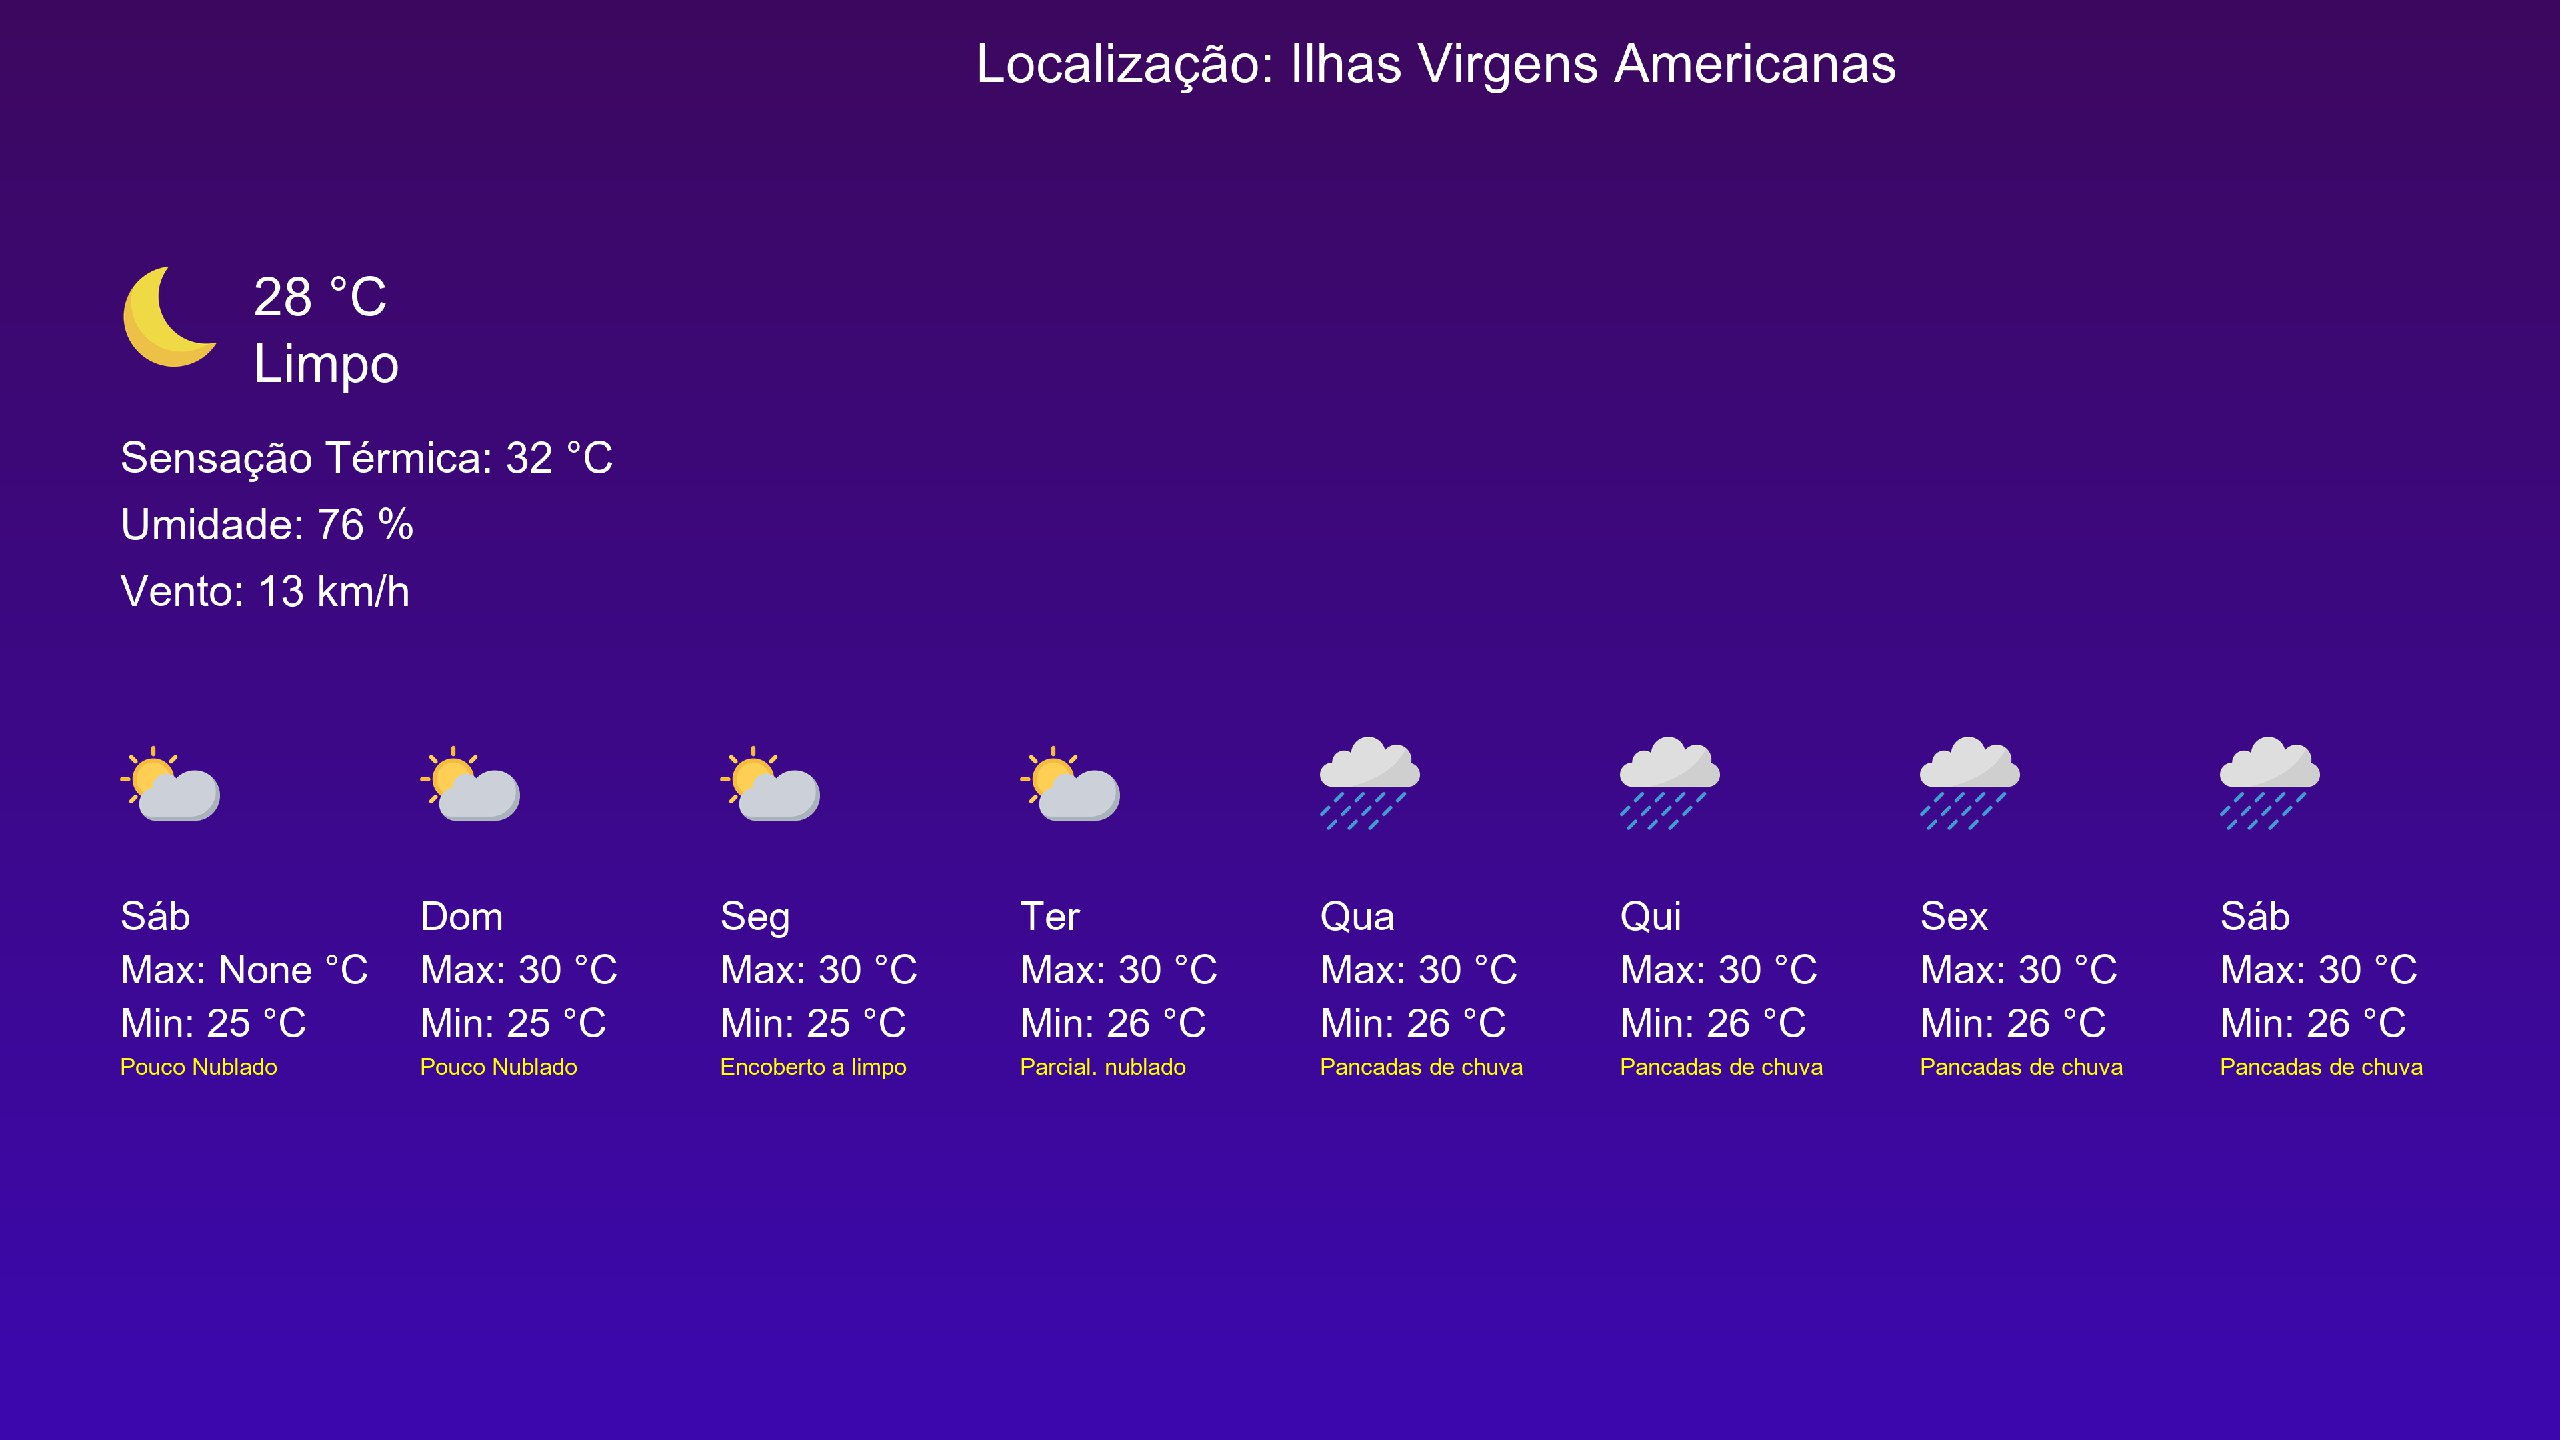 Localização: Ilhas Virgens Americanas
28 °C
Limpo
Sensação Térmica: 32 °C
Umidade: 76 %
Vento: 13 km/h
Sáb
Max: None °C
Min: 25 °C
Pouco Nublado
Dom
Max: 30 °C
Min: 25 °C
Pouco Nublado
Seg
Max: 30 °C
Min: 25 °C
Encoberto a limpo
Ter
Max: 30 °C
Min: 26 °C
Parcial. nublado
Qua
Max: 30 °C
Min: 26 °C
Pancadas de chuva
Qui
Max: 30 °C
Min: 26 °C
Pancadas de chuva
Sex
Max: 30 °C
Min: 26 °C
Pancadas de chuva
Sáb
Max: 30 °C
Min: 26 °C
Pancadas de chuva